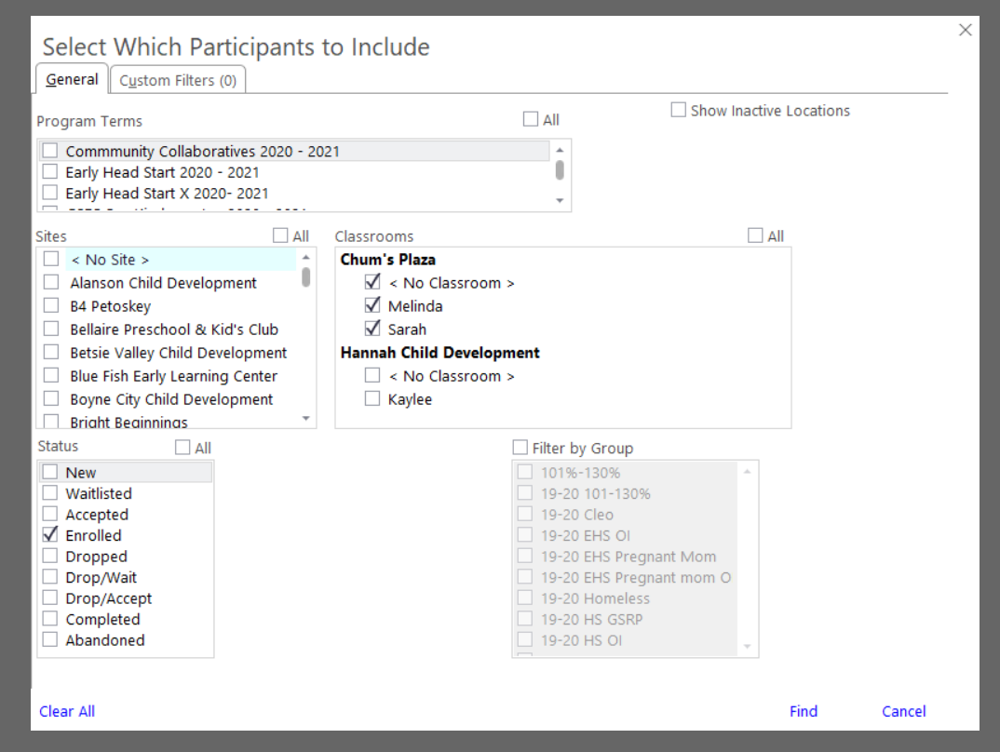 Select Which Participants to Include
General
Custom Filters (0)
Program Terms
All
Show Inactive Locations
Commmunity Collaboratives 2020 - 2021
Early Head Start 2020 - 2021
Early Head Start X 2020- 2021
Sites
All
< No Site >
Alanson Child Development
B4 Petoskey
Bellaire Preschool & Kid's Club
Betsie Valley Child Development
Blue Fish Early Learning Center
Boyne City Child Development
Bright Beginnings
Classrooms
All
Chum's Plaza
< No Classroom >
Melinda
Sarah
Hannah Child Development
< No Classroom >
Kaylee
Status
All
New
Waitlisted
Accepted
Enrolled
Dropped
Drop/Wait
Drop/Accept
Completed
Abandoned
Filter by Group
101%-130%
19-20 101-130%
19-20 Cleo
19-20 EHS OI
19-20 EHS Pregnant Mom
19-20 EHS Pregnant mom O
19-20 Homeless
19-20 HS GSRP
19-20 HS OI
Clear All
Find
Cancel